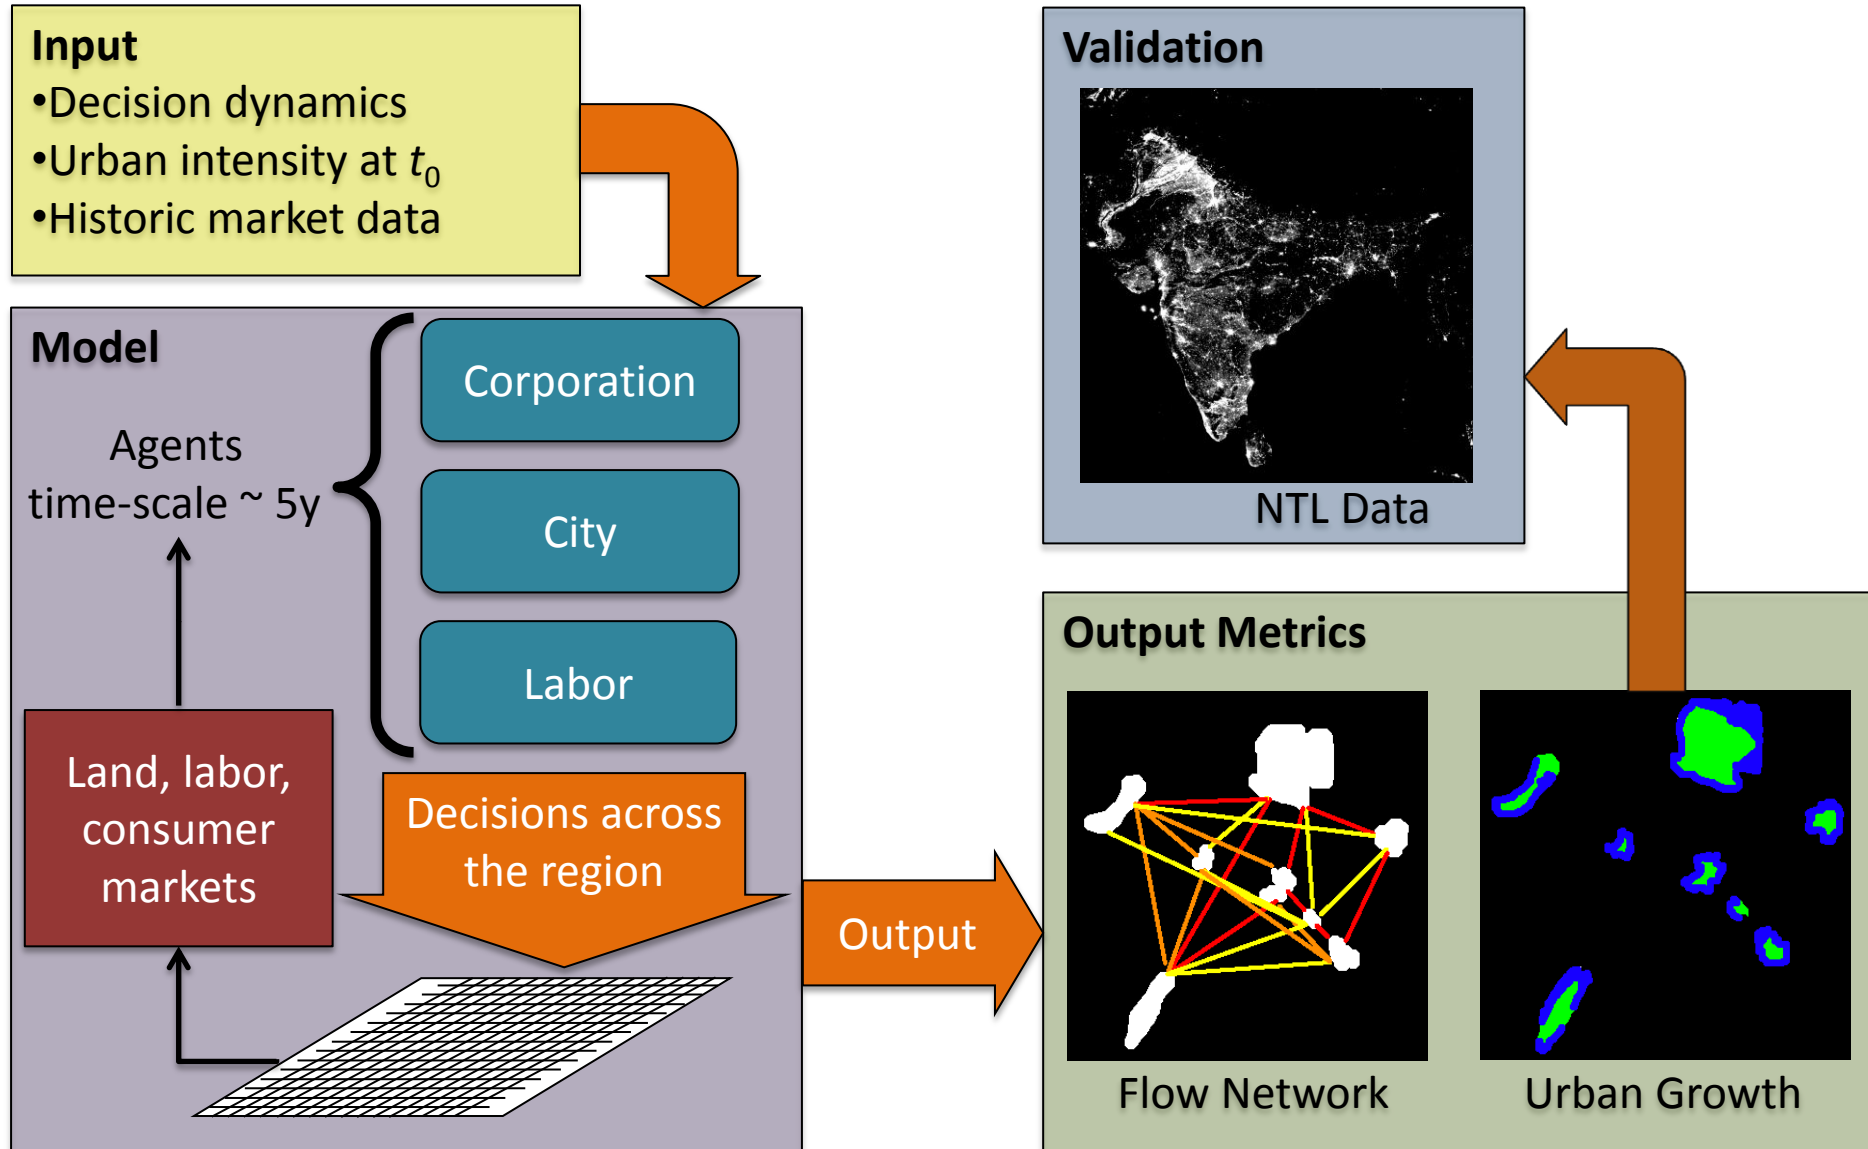 Input
•Decision dynamics
•Urban intensity at t0
•Historic market data
Model
Agents
time-scale ~ 5y
Corporation
City
Labor
Land, labor,
consumer
markets
Decisions across
the region
Output
Validation
NTL Data
Output Metrics
Flow Network
Urban Growth